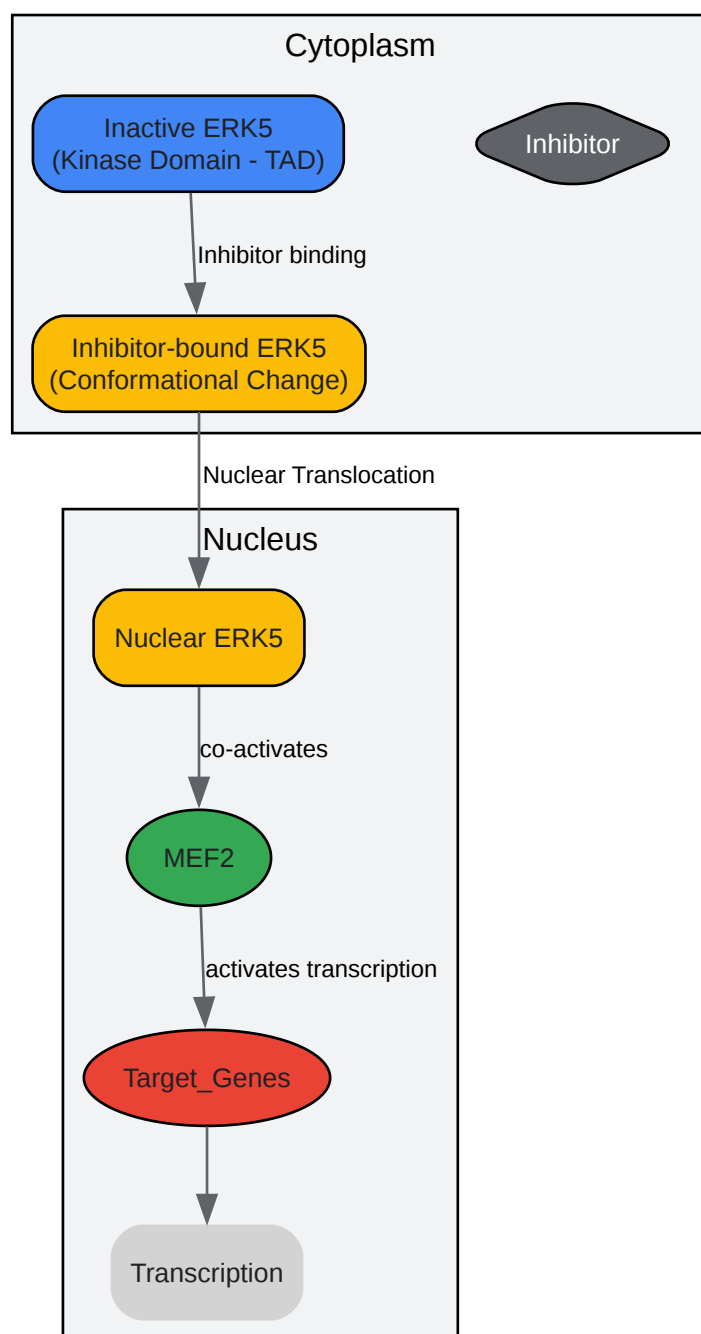 Cytoplasm
Inactive ERK5
(Kinase Domain - TAD)
Inhibitor
Inhibitor binding
Inhibitor-bound ERK5
(Conformational Change)
Nuclear Translocation
Nucleus
Nuclear ERK5
co-activates
MEF2
activates transcription
Target_Genes
Transcription